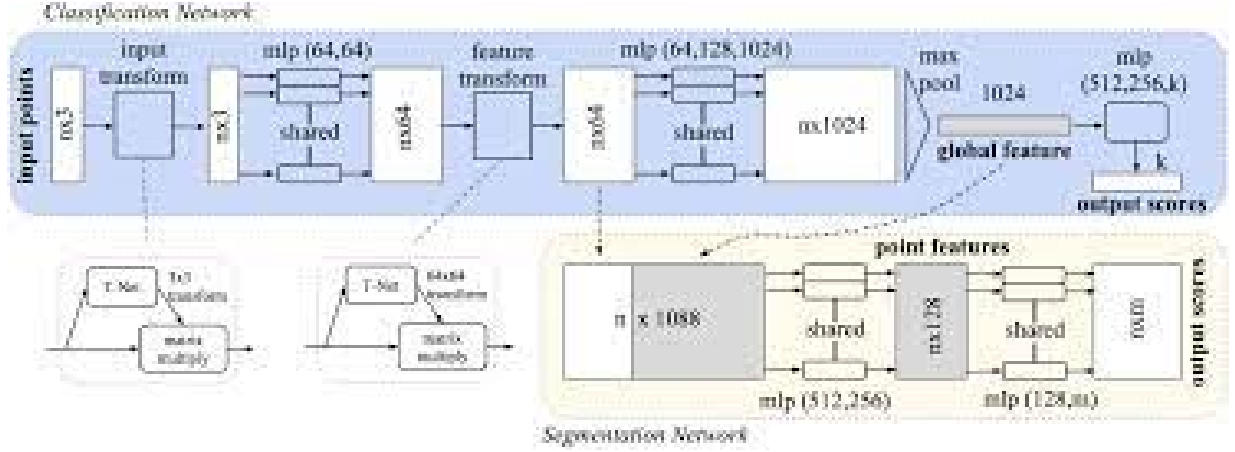 Classification Network
input
transform
mlp (64,64)
feature
transform
mlp (64,128,1024)
max
pool
mlp
(512,256,k)
1024
input points
nx3
nx3
shared
nx64
nx64
shared
nx1024
global feature
k
output scores
point features
T-Net
3x3
transform
matrix
multiply
T-Net
64x64
transform
matrix
multiply
n x 1088
shared
nx128
shared
nxm
output scores
mlp (512,256)
mlp (128,m)
Segmentation Network